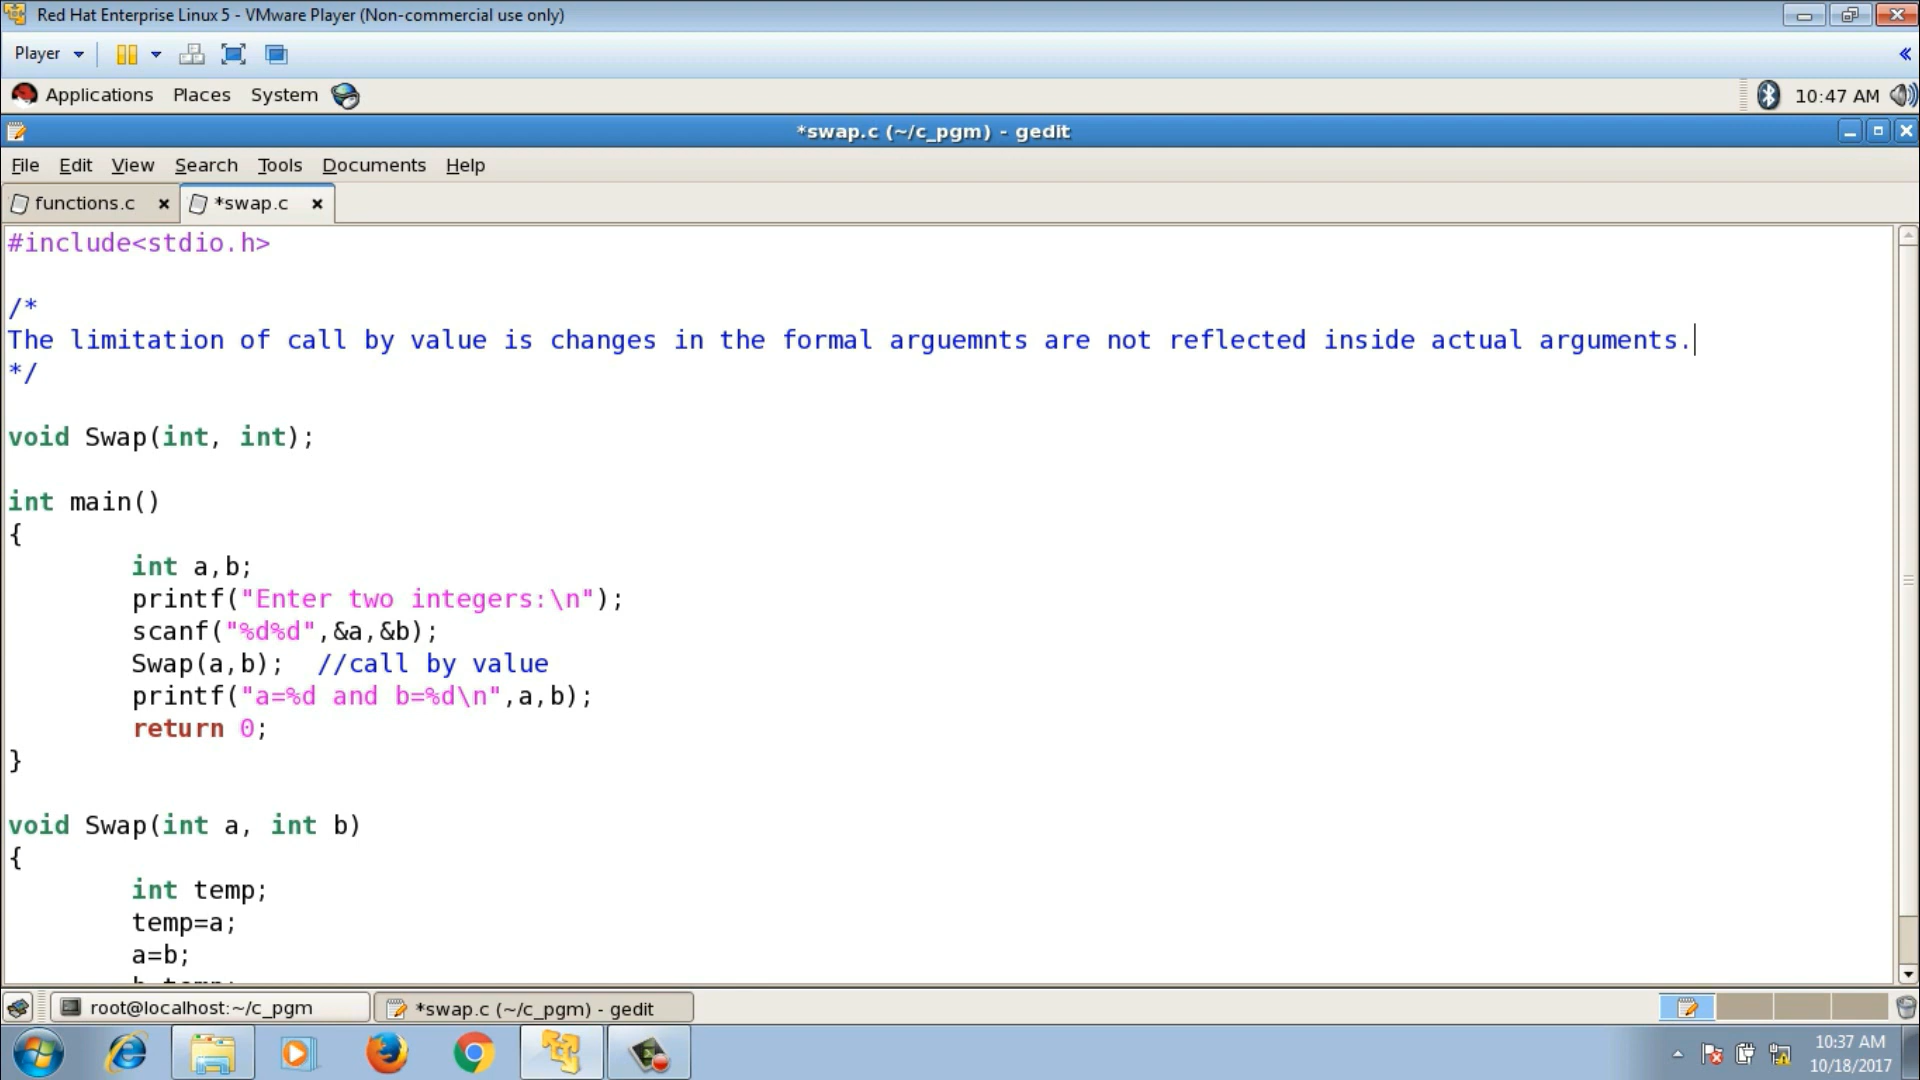 Red Hat Enterprise Linux 5 - VMware Player (Non-commercial use only)
Player
Applications Places System 10:47 AM
*swap.c (~/c_pgm) - gedit
File Edit View Search Tools Documents Help
functions.c *swap.c
#include<stdio.h>
/*
The limitation of call by value is changes in the formal arguemnts are not reflected inside actual arguments.
*/
void Swap(int, int);
int main()
{
int a,b;
printf("Enter two integers:\n");
scanf("%d%d",&a,&b);
Swap(a,b); //call by value
printf("a=%d and b=%d\n",a,b);
return 0;
}
void Swap(int a, int b)
{
int temp;
temp=a;
a=b;
root@localhost:~/c_pgm *swap.c (~/c_pgm) - gedit
10:37 AM
10/18/2017